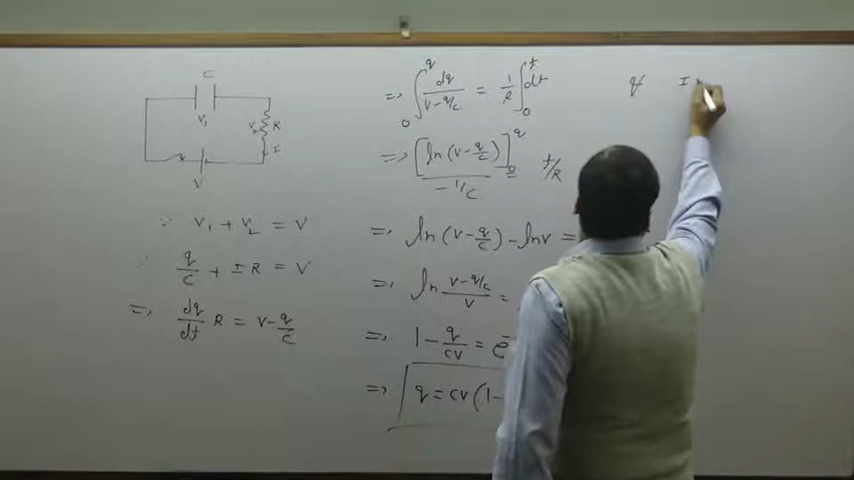 C
V₁
V₂ R
I
V
∵ V₁ + V₂ = V
∴ q/C + IR = V
=> dq/dt R = V - q/C
=> ∫₀^q dq/(V - q/C) = 1/R ∫₀^t dt
=> [ln(V - q/C)]₀^q / (-1/C) t/R
=> ln(V - q/C) - ln V =
=> ln (V - q/C)/V =
=> 1 - q/CV = e
=> q = CV(1-
q I